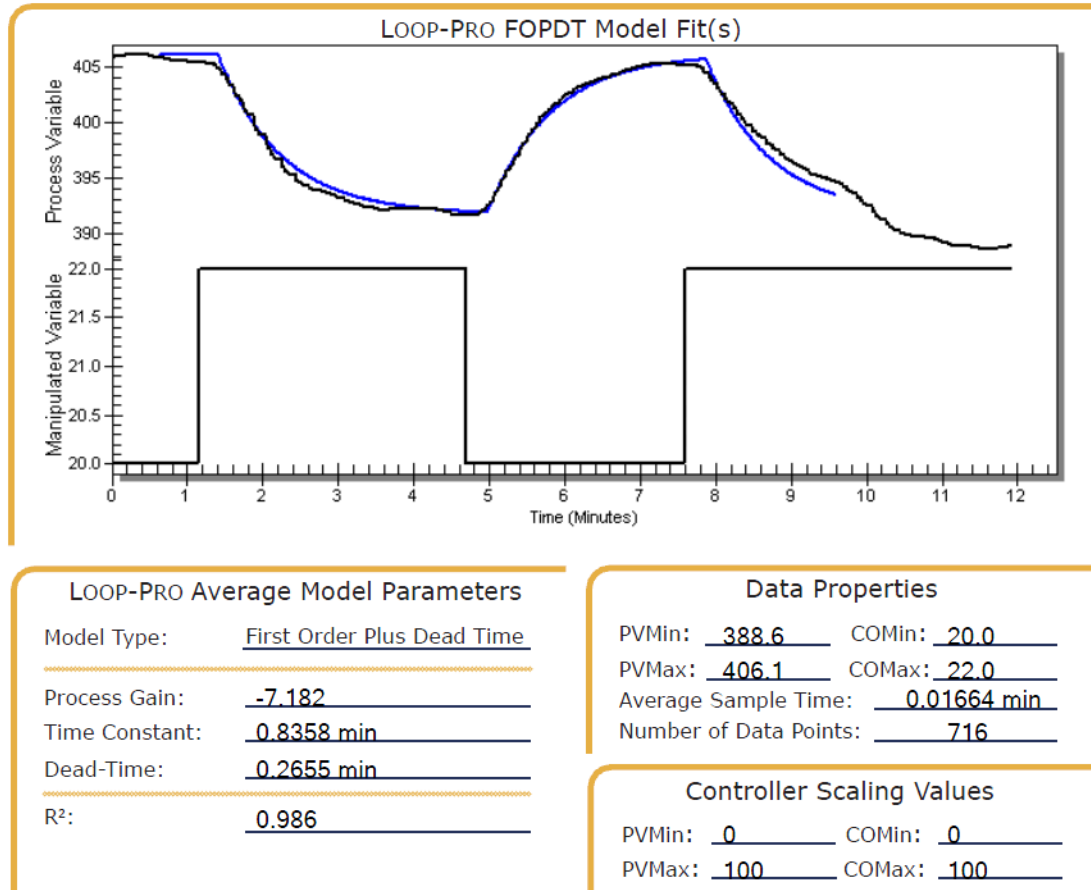 LOOP-PRO FOPDT Model Fit(s)
Process Variable
405
400
395
390
Manipulated Variable
22.0
21.5
21.0
20.5
20.0
0 1 2 3 4 5 6 7 8 9 10 11 12
Time (Minutes)
LOOP-PRO Average Model Parameters
Model Type: First Order Plus Dead Time
Process Gain: -7.182
Time Constant: 0.8358 min
Dead-Time: 0.2655 min
R²: 0.986
Data Properties
PVMin: 388.6 COMin: 20.0
PVMax: 406.1 COMax: 22.0
Average Sample Time: 0.01664 min
Number of Data Points: 716
Controller Scaling Values
PVMin: 0 COMin: 0
PVMax: 100 COMax: 100